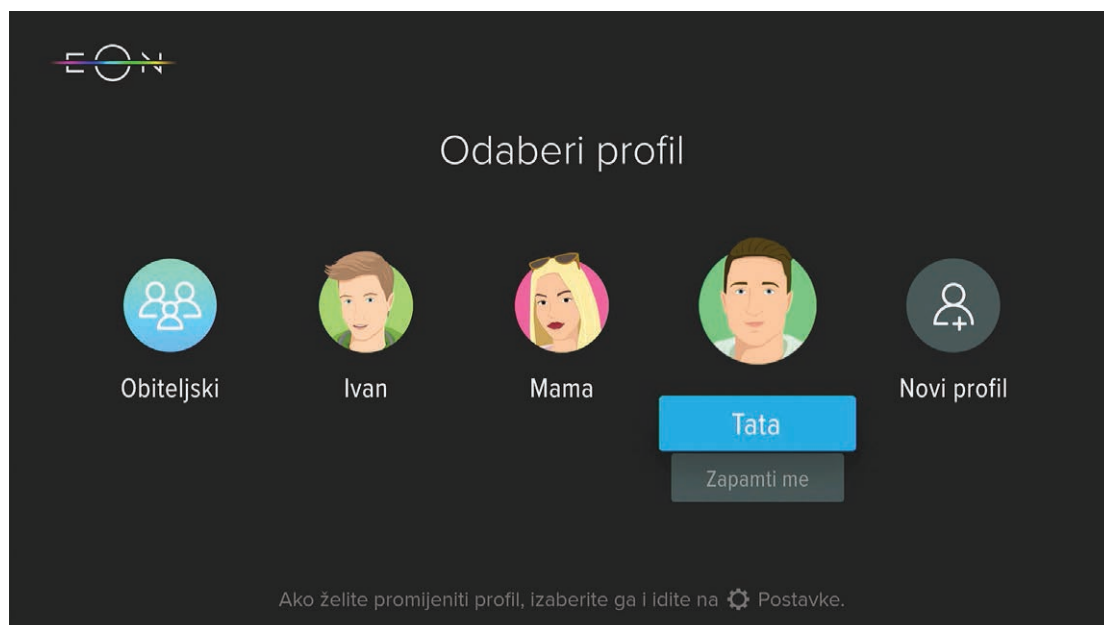 EON
Odaberi profil
Obiteljski
Ivan
Mama
Tata
Novi profil
Zapamti me
Ako želite promijeniti profil, izaberite ga i idite na Postavke.